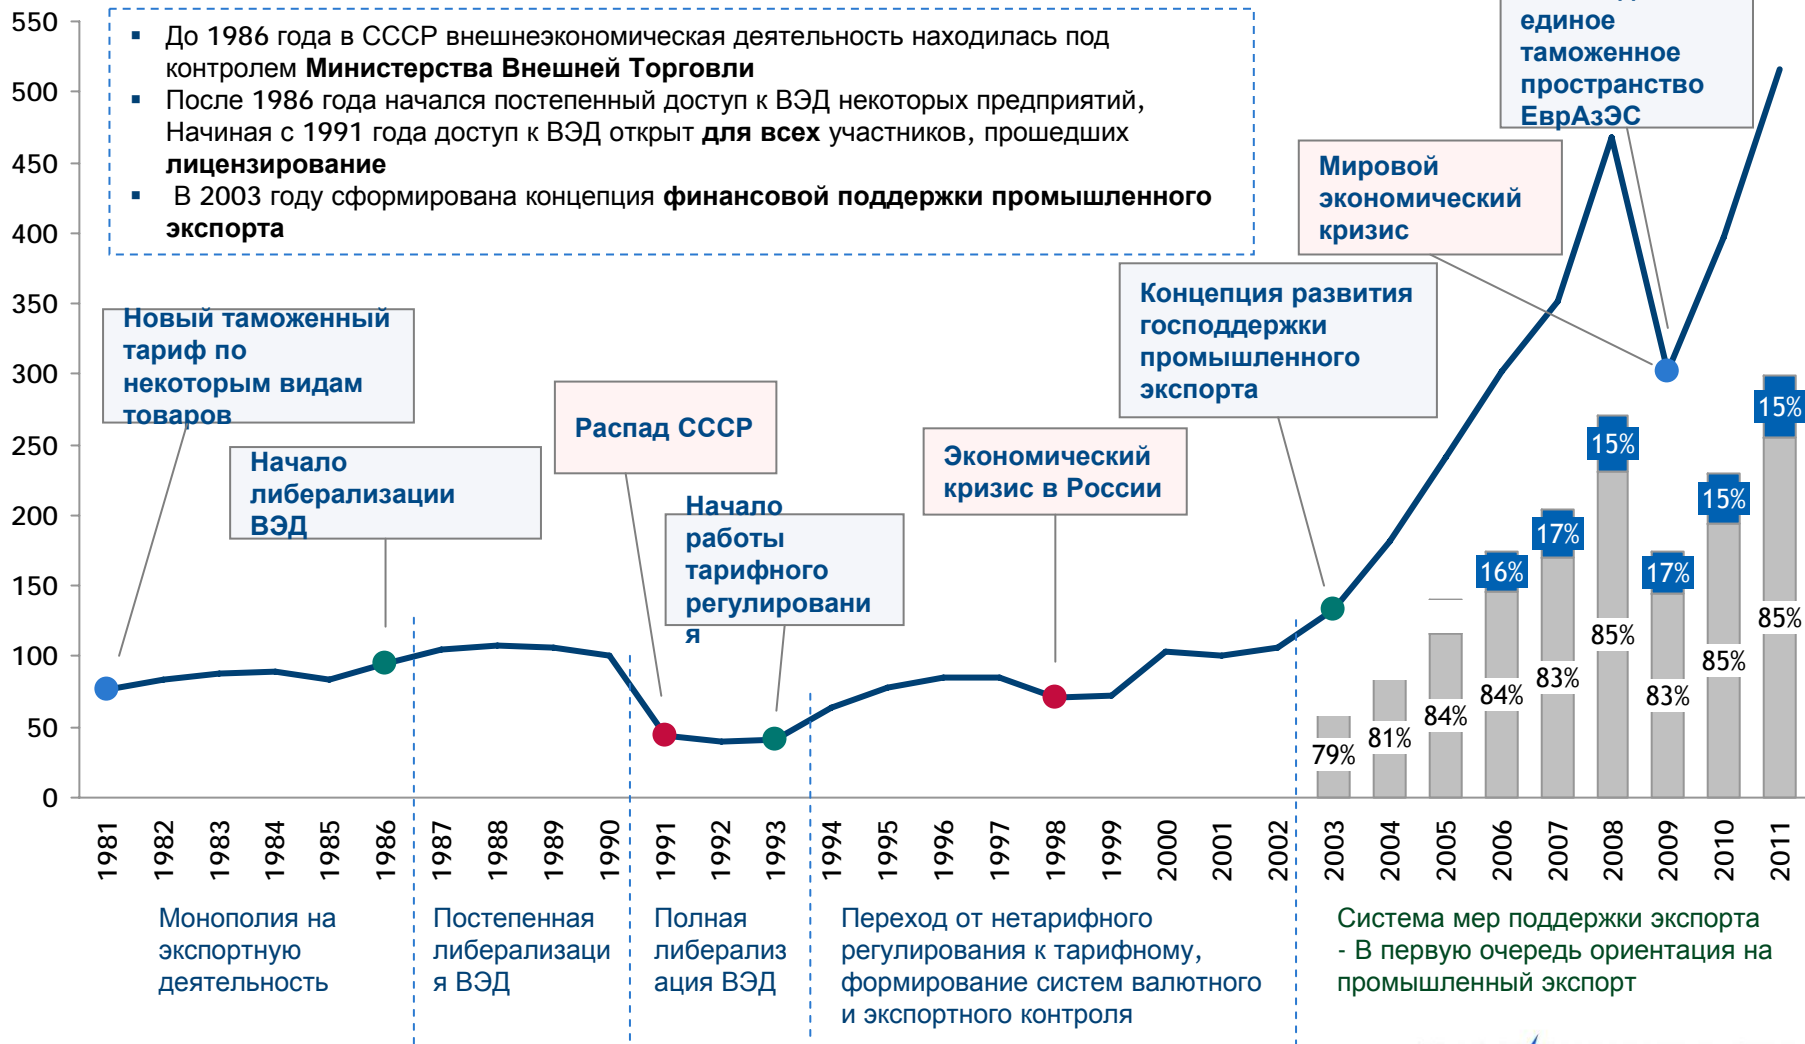 550
500
450
400
350
300
250
200
150
100
50
0
▪ До 1986 года в СССР внешнеэкономическая деятельность находилась под
контролем Министерства Внешней Торговли
▪ После 1986 года начался постепенный доступ к ВЭД некоторых предприятий,
Начиная с 1991 года доступ к ВЭД открыт для всех участников, прошедших
лицензирование
▪ В 2003 году сформирована концепция финансовой поддержки промышленного
экспорта
единое
таможенное
пространство
ЕврАзЭС
Мировой
экономический
кризис
Концепция развития
господдержки
промышленного
экспорта
Новый таможенный
тариф по
некоторым видам
товаров
Начало
либерализации
ВЭД
Распад СССР
Начало
работы
тарифного
регулировани
я
Экономический
кризис в России
79%
81%
84%
16%
84%
17%
83%
15%
85%
17%
83%
15%
85%
15%
85%
1981
1982
1983
1984
1985
1986
1987
1988
1989
1990
1991
1992
1993
1994
1995
1996
1997
1998
1999
2000
2001
2002
2003
2004
2005
2006
2007
2008
2009
2010
2011
Монополия на
экспортную
деятельность
Постепенная
либерализаци
я ВЭД
Полная
либерализ
ация ВЭД
Переход от нетарифного
регулирования к тарифному,
формирование систем валютного
и экспортного контроля
Система мер поддержки экспорта
- В первую очередь ориентация на
промышленный экспорт